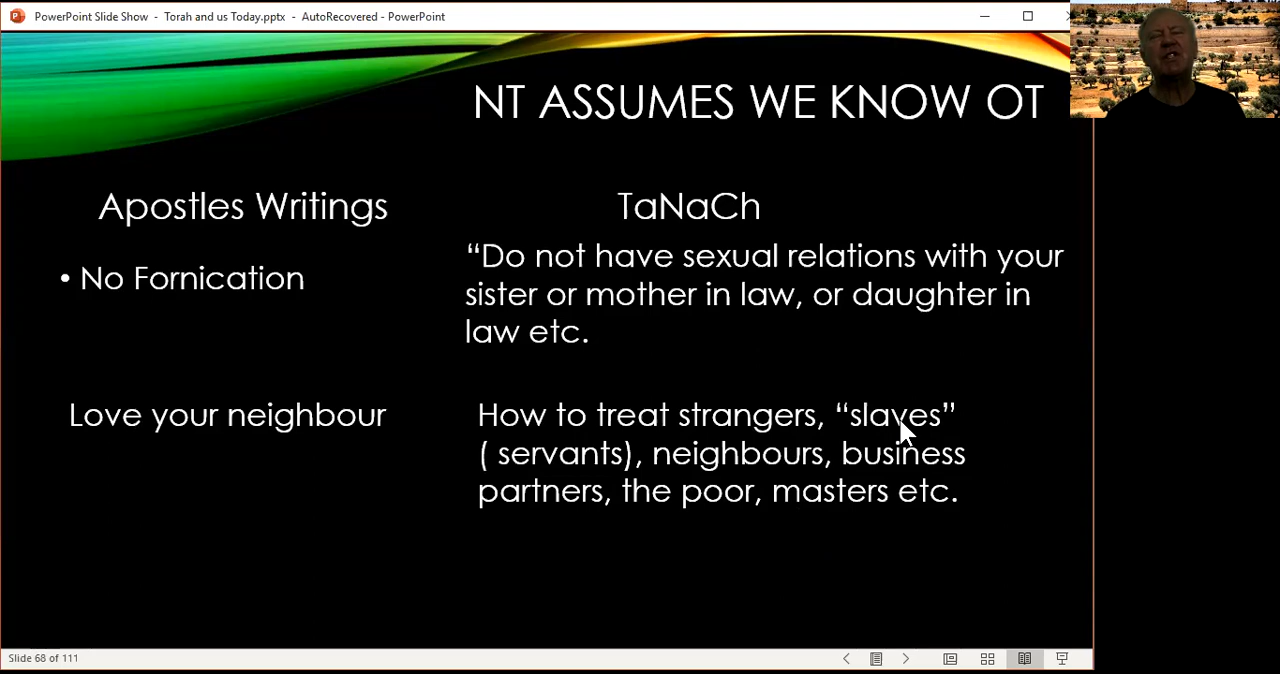 PowerPoint Slide Show - Torah and us Today.pptx - AutoRecovered - PowerPoint
NT ASSUMES WE KNOW OT
Apostles Writings
• No Fornication
Love your neighbour
TaNaCh
“Do not have sexual relations with your
sister or mother in law, or daughter in
law etc.
How to treat strangers, “slaves”
( servants), neighbours, business
partners, the poor, masters etc.
Slide 68 of 111